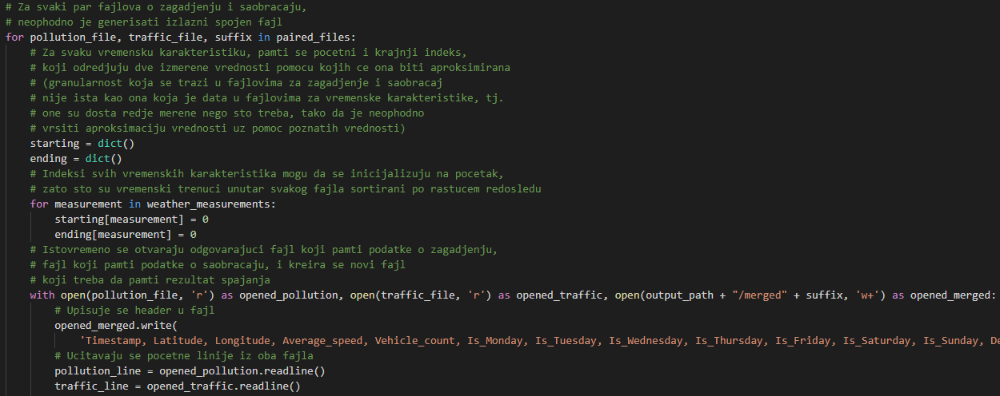 # Za svaki par fajlova o zagadjenju i saobracaju,
# neophodno je generisati izlazni spojen fajl
for pollution_file, traffic_file, suffix in paired_files:
    # Za svaku vremensku karakteristiku, pamti se pocetni i krajnji indeks,
    # koji odredjuju dve izmerene vrednosti pomocu kojih ce ona biti aproksimirana
    # (granularnost koja se trazi u fajlovima za zagadjenje i saobracaj
    # nije ista kao ona koja je data u fajlovima za vremenske karakteristike, tj.
    # one su dosta redje merene nego sto treba, tako da je neophodno
    # vrsiti aproksimaciju vrednosti uz pomoc poznatih vrednosti)
    starting = dict()
    ending = dict()
    # Indeksi svih vremenskih karakteristika mogu da se inicijalizuju na pocetak,
    # zato sto su vremenski trenuci unutar svakog fajla sortirani po rastucem redosledu
    for measurement in weather_measurements:
        starting[measurement] = 0
        ending[measurement] = 0
    # Istovremeno se otvaraju odgovarajuci fajl koji pamti podatke o zagadjenju,
    # fajl koji pamti podatke o saobracaju, i kreira se novi fajl
    # koji treba da pamti rezultat spajanja
    with open(pollution_file, 'r') as opened_pollution, open(traffic_file, 'r') as opened_traffic, open(output_path + "/merged" + suffix, 'w+') as opened_merged:
        # Upisuje se header u fajl
        opened_merged.write(
            'Timestamp, Latitude, Longitude, Average_speed, Vehicle_count, Is_Monday, Is_Tuesday, Is_Wednesday, Is_Thursday, Is_Friday, Is_Saturday, Is_Sunday,
        # Ucitavaju se pocetne linije iz oba fajla
        pollution_line = opened_pollution.readline()
        traffic_line = opened_traffic.readline()